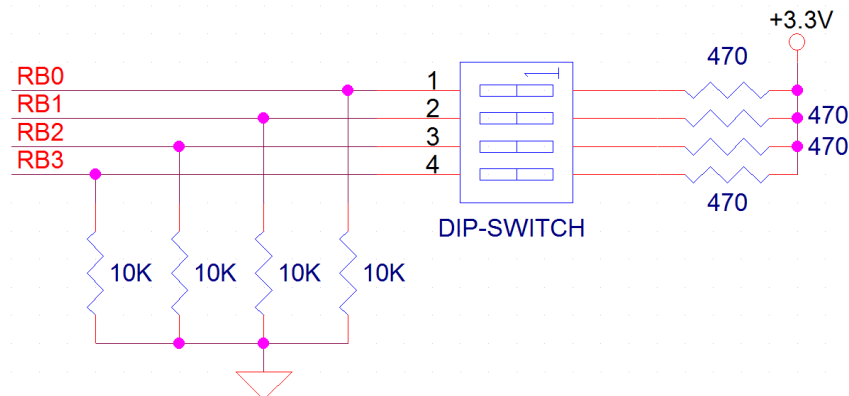 +3.3V
470
RB0
1
RB1
2
470
RB2
3
470
RB3
4
470
DIP-SWITCH
10K
10K
10K
10K